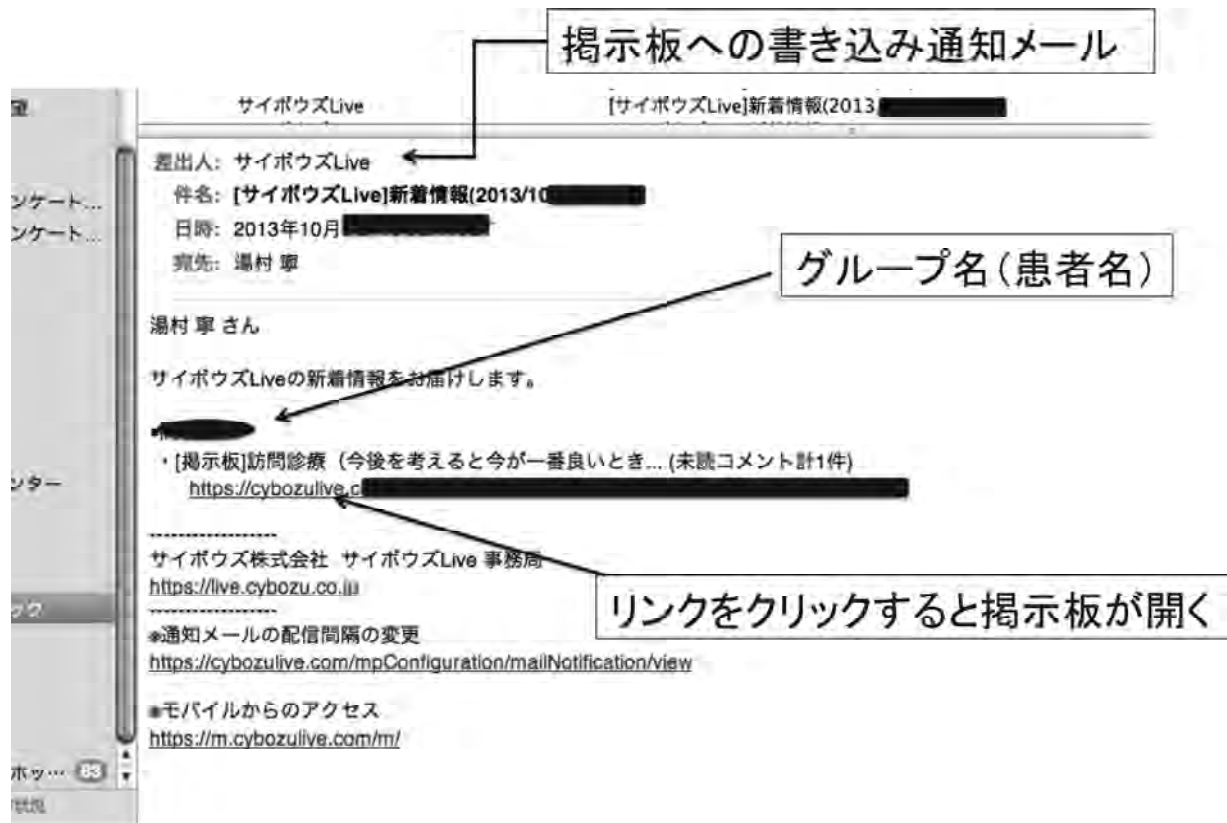 掲示板への書き込み通知メール
サイボウズLive
[サイボウズLive]新着情報(2013
差出人: サイボウズLive
ンケート...
件名: [サイボウズLive]新着情報(2013/10
ンケート...
日時: 2013年10月
宛先: 湯村 寧
グループ名(患者名)
湯村 寧 さん
サイボウズLiveの新着情報をお届けします。
・[掲示板]訪問診療(今後を考えると今が一番良いとき... (未読コメント計1件)
ンター
https://cybozulive.c
------------------
サイボウズ株式会社 サイボウズLive 事務局
https://live.cybozu.co.jp
リンクをクリックすると掲示板が開く
ック
------------------
※通知メールの配信間隔の変更
https://cybozulive.com/mpConfiguration/mailNotification/view
※モバイルからのアクセス
https://m.cybozulive.com/m/
ホッ… 83